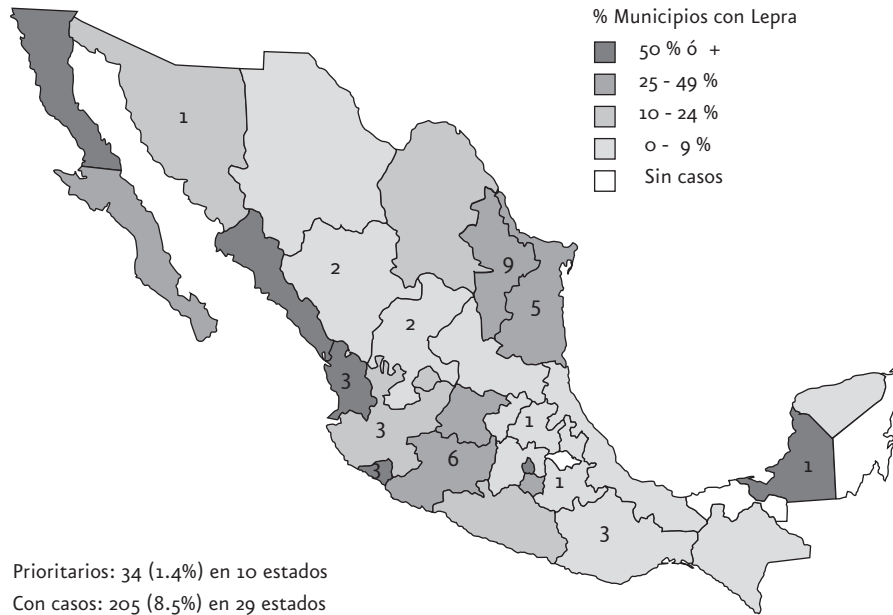 % Municipios con Lepra
50 % ó +
25 - 49 %
10 - 24 %
0 - 9 %
Sin casos
1
2
9
5
2
3
3
1
6
3
1
1
3
Prioritarios: 34 (1.4%) en 10 estados
Con casos: 205 (8.5%) en 29 estados